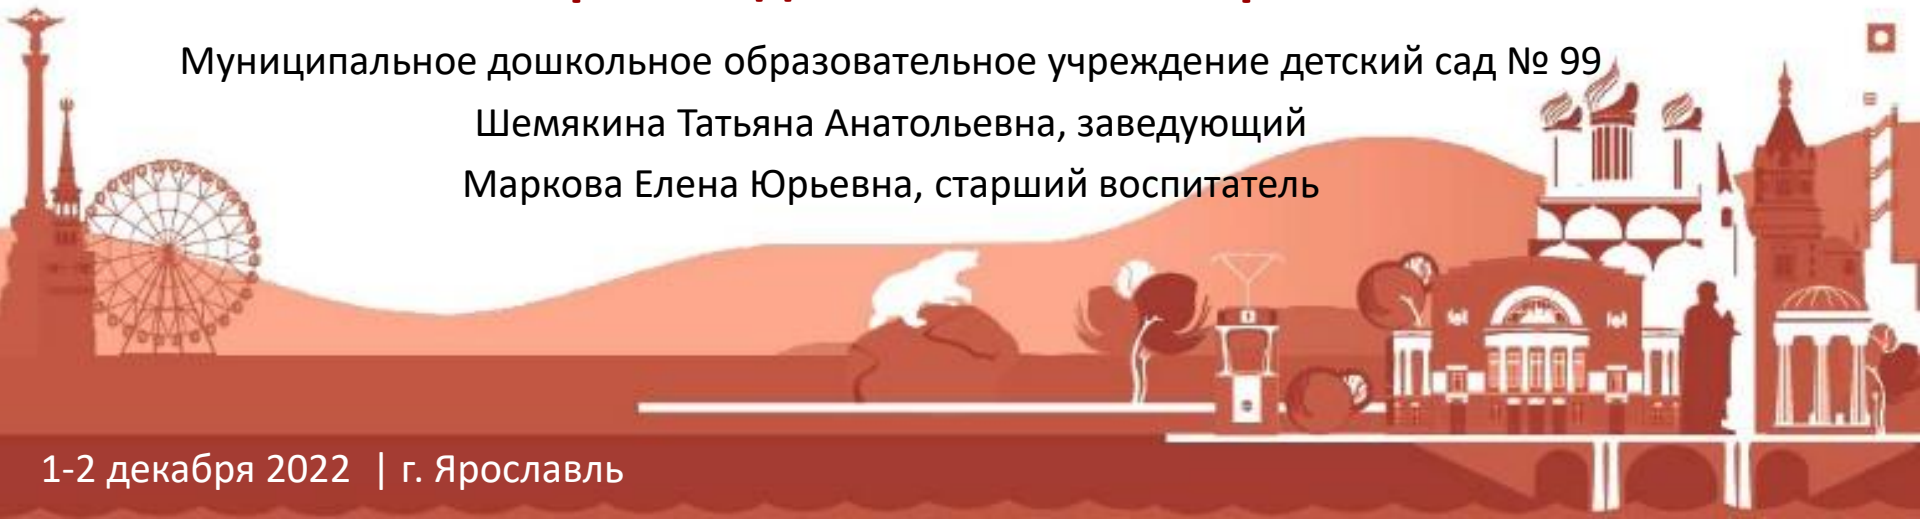 Муниципальное дошкольное образовательное учреждение детский сад № 99
Шемякина Татьяна Анатольевна, заведующий
Маркова Елена Юрьевна, старший воспитатель
1-2 декабря 2022 | г. Ярославль